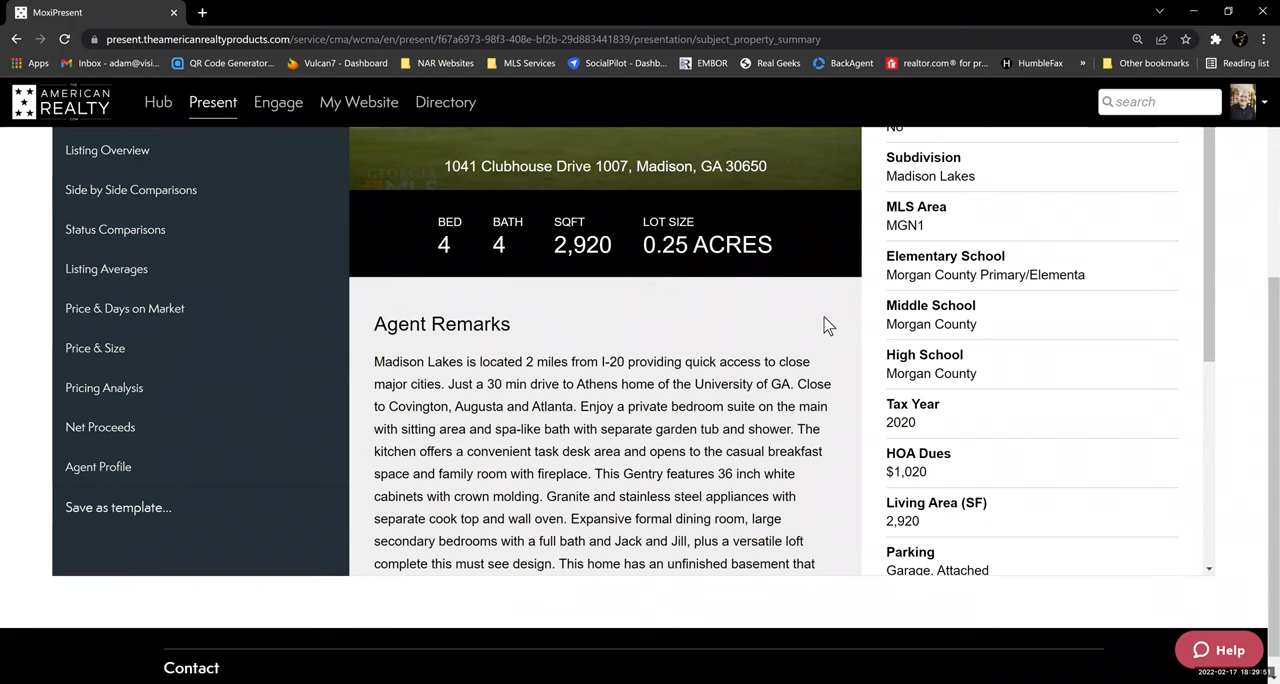 MoxiPresent
present.theamericanrealtyproducts.com/service/cma/wcma/en/present/f67a6973-98f3-408e-bf2b-29d883441839/presentation/subject_property_summary
Apps
Inbox - adam@visi...
QR Code Generator...
Vulcan7 - Dashboard
NAR Websites
MLS Services
SocialPilot - Dashb...
EMBOR
Real Geeks
BackAgent
realtor.com® for pr...
HumbleFax
»
Other bookmarks
Reading list
THE
AMERICAN
REALTY
.COM
Hub
Present
Engage
My Website
Directory
search
Listing Overview
Side by Side Comparisons
Status Comparisons
Listing Averages
Price & Days on Market
Price & Size
Pricing Analysis
Net Proceeds
Agent Profile
Save as template...
1041 Clubhouse Drive 1007, Madison, GA 30650
GEORGIA
MLS
BED BATH SQFT LOT SIZE
4 4 2,920 0.25 ACRES
Agent Remarks
Madison Lakes is located 2 miles from I-20 providing quick access to close
major cities. Just a 30 min drive to Athens home of the University of GA. Close
to Covington, Augusta and Atlanta. Enjoy a private bedroom suite on the main
with sitting area and spa-like bath with separate garden tub and shower. The
kitchen offers a convenient task desk area and opens to the casual breakfast
space and family room with fireplace. This Gentry features 36 inch white
cabinets with crown molding. Granite and stainless steel appliances with
separate cook top and wall oven. Expansive formal dining room, large
secondary bedrooms with a full bath and Jack and Jill, plus a versatile loft
complete this must see design. This home has an unfinished basement that
No
Subdivision
Madison Lakes
MLS Area
MGN1
Elementary School
Morgan County Primary/Elementa
Middle School
Morgan County
High School
Morgan County
Tax Year
2020
HOA Dues
$1,020
Living Area (SF)
2,920
Parking
Garage, Attached
Contact
Help
2022-02-17 18:29:51